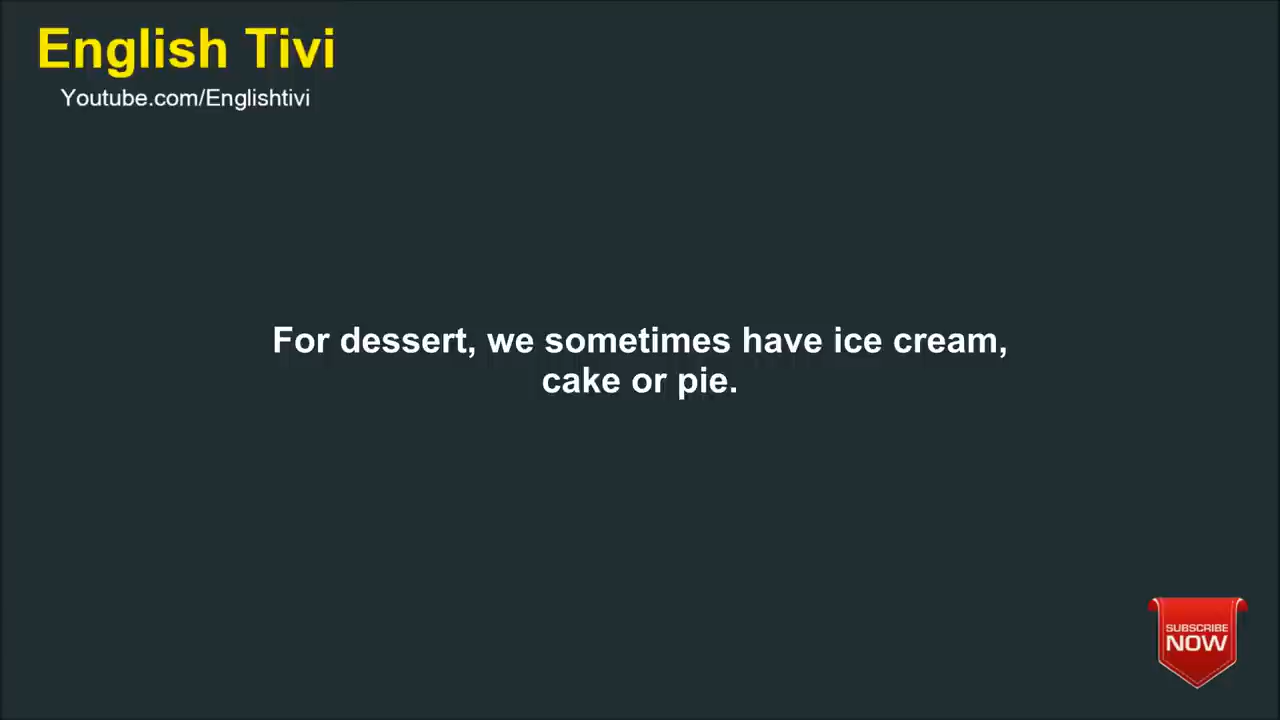 English Tivi
Youtube.com/Englishtivi
For dessert, we sometimes have ice cream,
cake or pie.
SUBSCRIBE
NOW